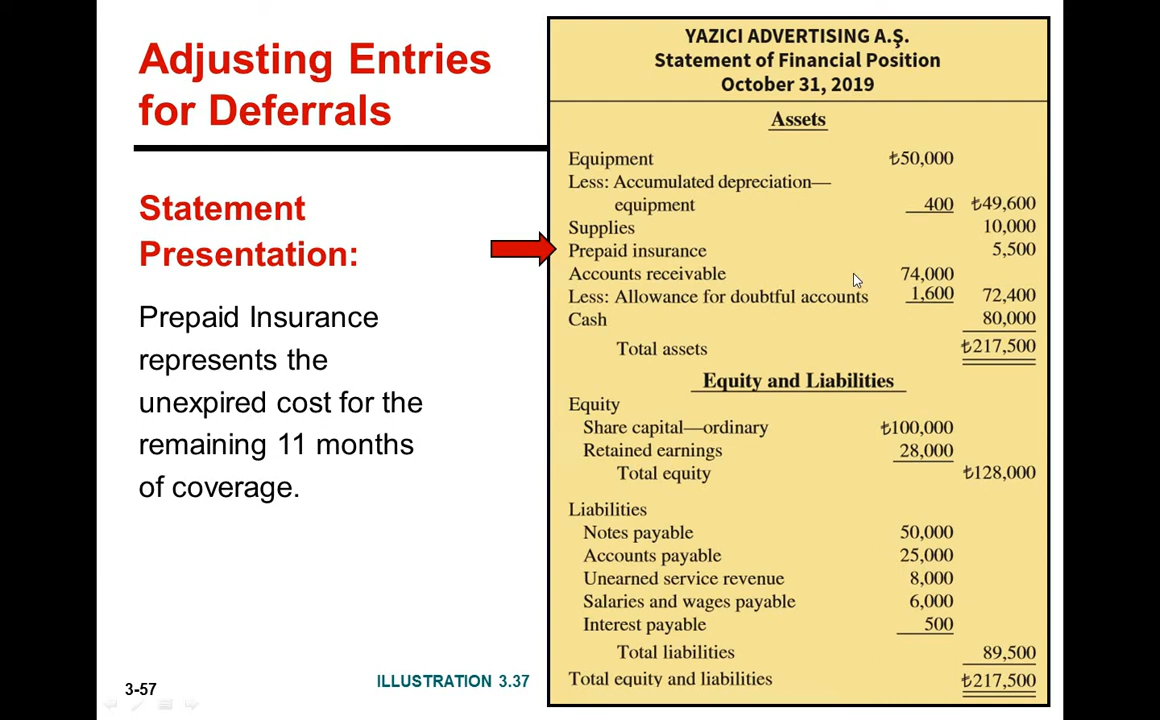 Adjusting Entries
for Deferrals
Statement
Presentation:
Prepaid Insurance
represents the
unexpired cost for the
remaining 11 months
of coverage.
3-57
ILLUSTRATION 3.37
YAZICI ADVERTISING A.Ş.
Statement of Financial Position
October 31, 2019
Assets
Equipment ₺50,000
Less: Accumulated depreciation—
equipment 400 ₺49,600
Supplies 10,000
Prepaid insurance 5,500
Accounts receivable 74,000
Less: Allowance for doubtful accounts 1,600 72,400
Cash 80,000
Total assets ₺217,500
Equity and Liabilities
Equity
Share capital—ordinary ₺100,000
Retained earnings 28,000
Total equity ₺128,000
Liabilities
Notes payable 50,000
Accounts payable 25,000
Unearned service revenue 8,000
Salaries and wages payable 6,000
Interest payable 500
Total liabilities 89,500
Total equity and liabilities ₺217,500